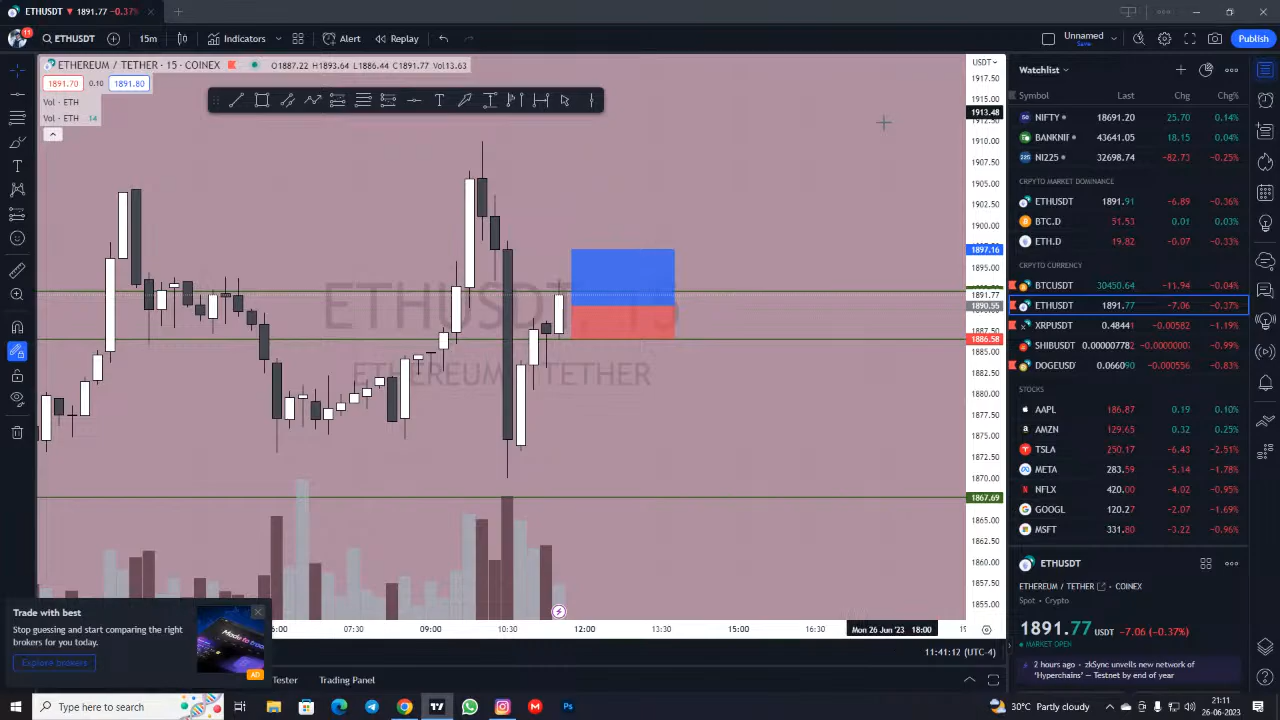 ETHUSDT ▼ 1891.77 −0.37%
11
ETHUSDT
15m
Indicators
Alert
Replay
Unnamed
Save
Publish
ETHEREUM / TETHER · 15 · COINEX
O1887.22 H1893.64 L1886.44 C1891.77 Vol13.63
1891.70
0.10
1891.80
Vol · ETH
Vol · ETH 14
ETHUSDT, 15
ETHEREUM / TETHER
USDT
1917.50
1915.00
1913.48
1910.00
1907.50
1905.00
1902.50
1900.00
1897.16
1895.00
1891.77
1890.55
1887.50
1886.58
1885.00
1882.50
1880.00
1877.50
1875.00
1872.50
1870.00
1867.69
1865.00
1862.50
1860.00
1857.50
1855.00
06:00
07:30
09:00
10:30
12:00
13:30
15:00
16:30
Mon 26 Jun '23 18:00
11:41:12 (UTC-4)
Trade with best
Stop guessing and start comparing the right
brokers for you today.
Explore brokers
AD
Tester
Trading Panel
Watchlist
Symbol Last Chg Chg%
NIFTY 18691.20 25.70 0.14%
BANKNIF 43641.05 18.15 0.04%
NI225 32698.74 −82.73 −0.25%
CRPYTO MARKET DOMINANCE
ETHUSDT 1891.91 −6.89 −0.36%
BTC.D 51.53 0.01 0.03%
ETH.D 19.82 −0.07 −0.33%
CRPYTO CURRENCY
BTCUSDT 30450.64 −11.94 −0.04%
ETHUSDT 1891.77 −7.06 −0.37%
XRPUSDT 0.48441 −0.00582 −1.19%
SHIBUSDT 0.000007782 −0.0000000 −0.99%
DOGEUSD 0.066090 −0.000556 −0.83%
STOCKS
AAPL 186.87 0.19 0.10%
AMZN 129.65 0.32 0.25%
TSLA 250.17 −6.43 −2.51%
META 283.59 −5.14 −1.78%
NFLX 420.00 −4.02 −0.95%
GOOGL 120.27 −2.07 −1.69%
MSFT 331.80 −3.22 −0.96%
ETHUSDT
ETHEREUM / TETHER · COINEX
Spot · Crypto
1891.77 USDT −7.06 (−0.37%)
MARKET OPEN
2 hours ago · zkSync unveils new network of
'Hyperchains' — Testnet by end of year
Type here to search
30°C Partly cloudy
21:11
26-06-2023